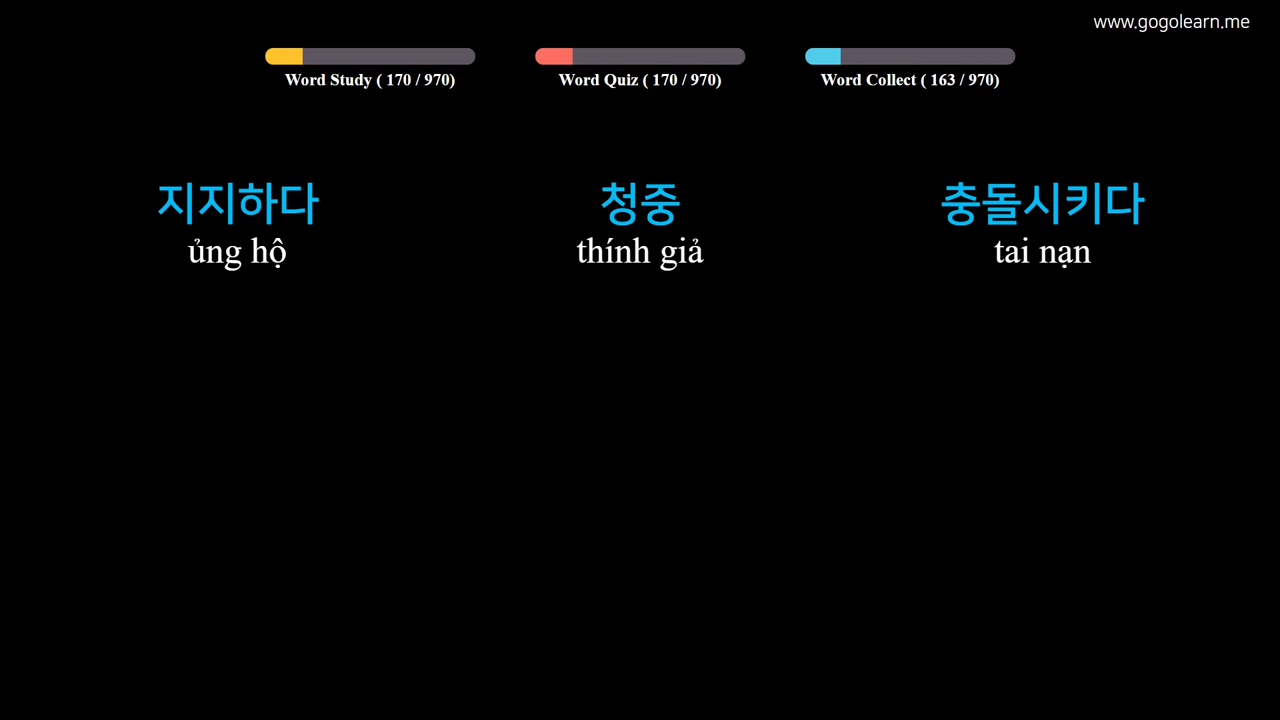 www.gogolearn.me
Word Study ( 170 / 970)
Word Quiz ( 170 / 970)
Word Collect ( 163 / 970)
지지하다
ủng hộ
청중
thính giả
충돌시키다
tai nạn